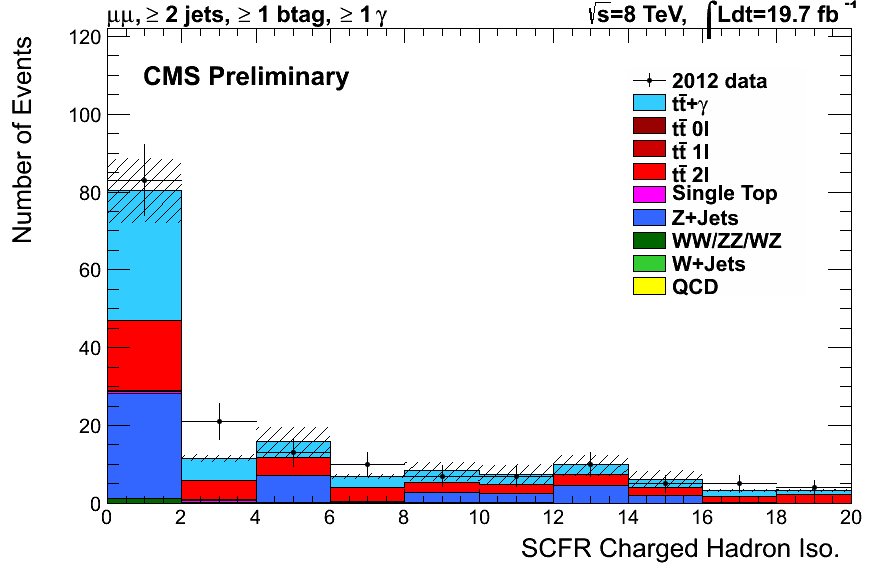 μμ, ≥ 2 jets, ≥ 1 btag, ≥ 1 γ
√s=8 TeV, ∫Ldt=19.7 fb⁻¹
CMS Preliminary
Number of Events
120
100
80
60
40
20
0
2012 data
tt̄+γ
tt̄ 0l
tt̄ 1l
tt̄ 2l
Single Top
Z+Jets
WW/ZZ/WZ
W+Jets
QCD
0 2 4 6 8 10 12 14 16 18 20
SCFR Charged Hadron Iso.